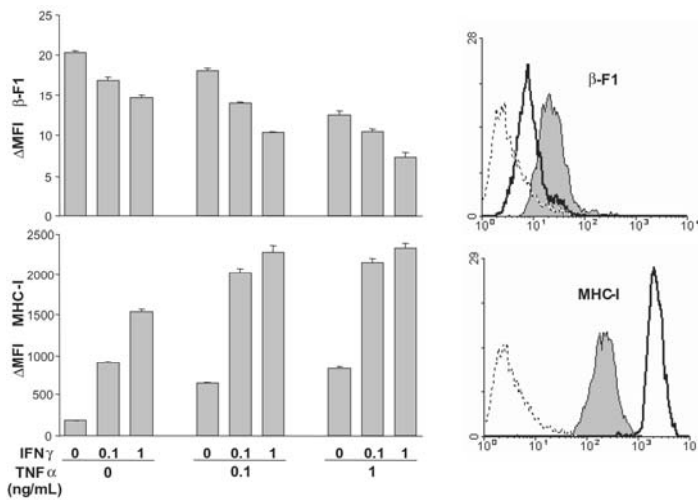 25
20
15
10
5
0
ΔMFI β-F1
2500
2000
1500
1000
500
0
ΔMFI MHC-I
IFNγ 0 0.1 1 0 0.1 1 0 0.1 1
TNFα 0 0.1 1
(ng/mL)
28
β-F1
0
10⁰ 10¹ 10² 10³ 10⁴
29
MHC-I
0
10⁰ 10¹ 10² 10³ 10